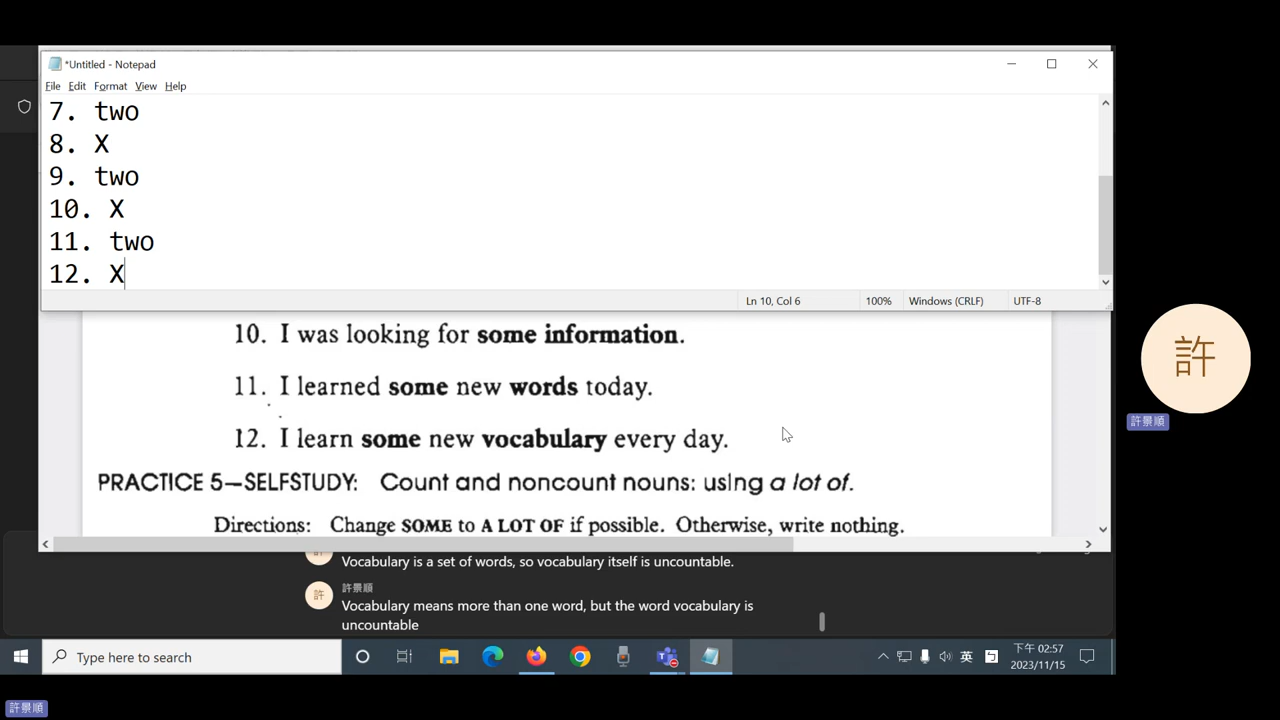 *Untitled - Notepad
File Edit Format View Help
7. two
8. X
9. two
10. X
11. two
12. X
Ln 10, Col 6 100% Windows (CRLF) UTF-8
10. I was looking for some information.
11. I learned some new words today.
12. I learn some new vocabulary every day.
PRACTICE 5—SELFSTUDY: Count and noncount nouns: using a lot of.
Directions: Change SOME to A LOT OF if possible. Otherwise, write nothing.
Vocabulary is a set of words, so vocabulary itself is uncountable.
許景順
Vocabulary means more than one word, but the word vocabulary is
uncountable
許
許景順
Type here to search
英
下午 02:57
2023/11/15
許景順